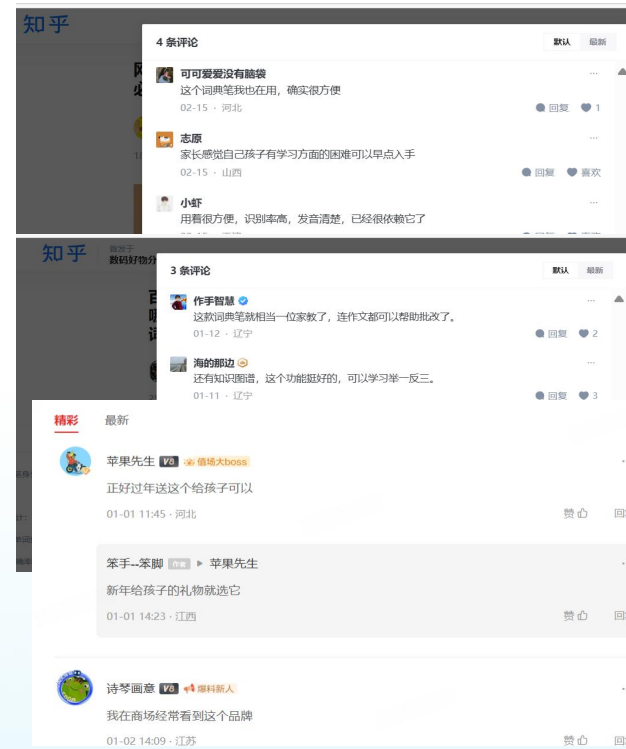 知乎
4 条评论
默认 最新
可可爱爱没有脑袋
这个词典笔我也在用，确实很方便
02-15 · 河北
回复 1
志原
家长感觉自己孩子有学习方面的困难可以早点入手
02-15 · 山西
回复 喜欢
小虾
用着很方便，识别率高，发音清楚，已经很依赖它了
知乎
数码好物分
3 条评论
默认 最新
作手智慧
这款词典笔就相当一位家教了，连作文都可以帮助批改了。
01-12 · 辽宁
回复 2
海的那边
还有知识图谱，这个功能挺好的，可以学习举一反三。
01-11 · 辽宁
回复 3
精彩 最新
苹果先生 V8 值场大boss
正好过年送这个给孩子可以
01-01 11:45 · 河北
赞 回
笨手--笨脚 作者 ▸ 苹果先生
新年给孩子的礼物就选它
01-01 14:23 · 江西
赞 回
诗琴画意 V8 爆料新人
我在商场经常看到这个品牌
01-02 14:09 · 江苏
赞 回